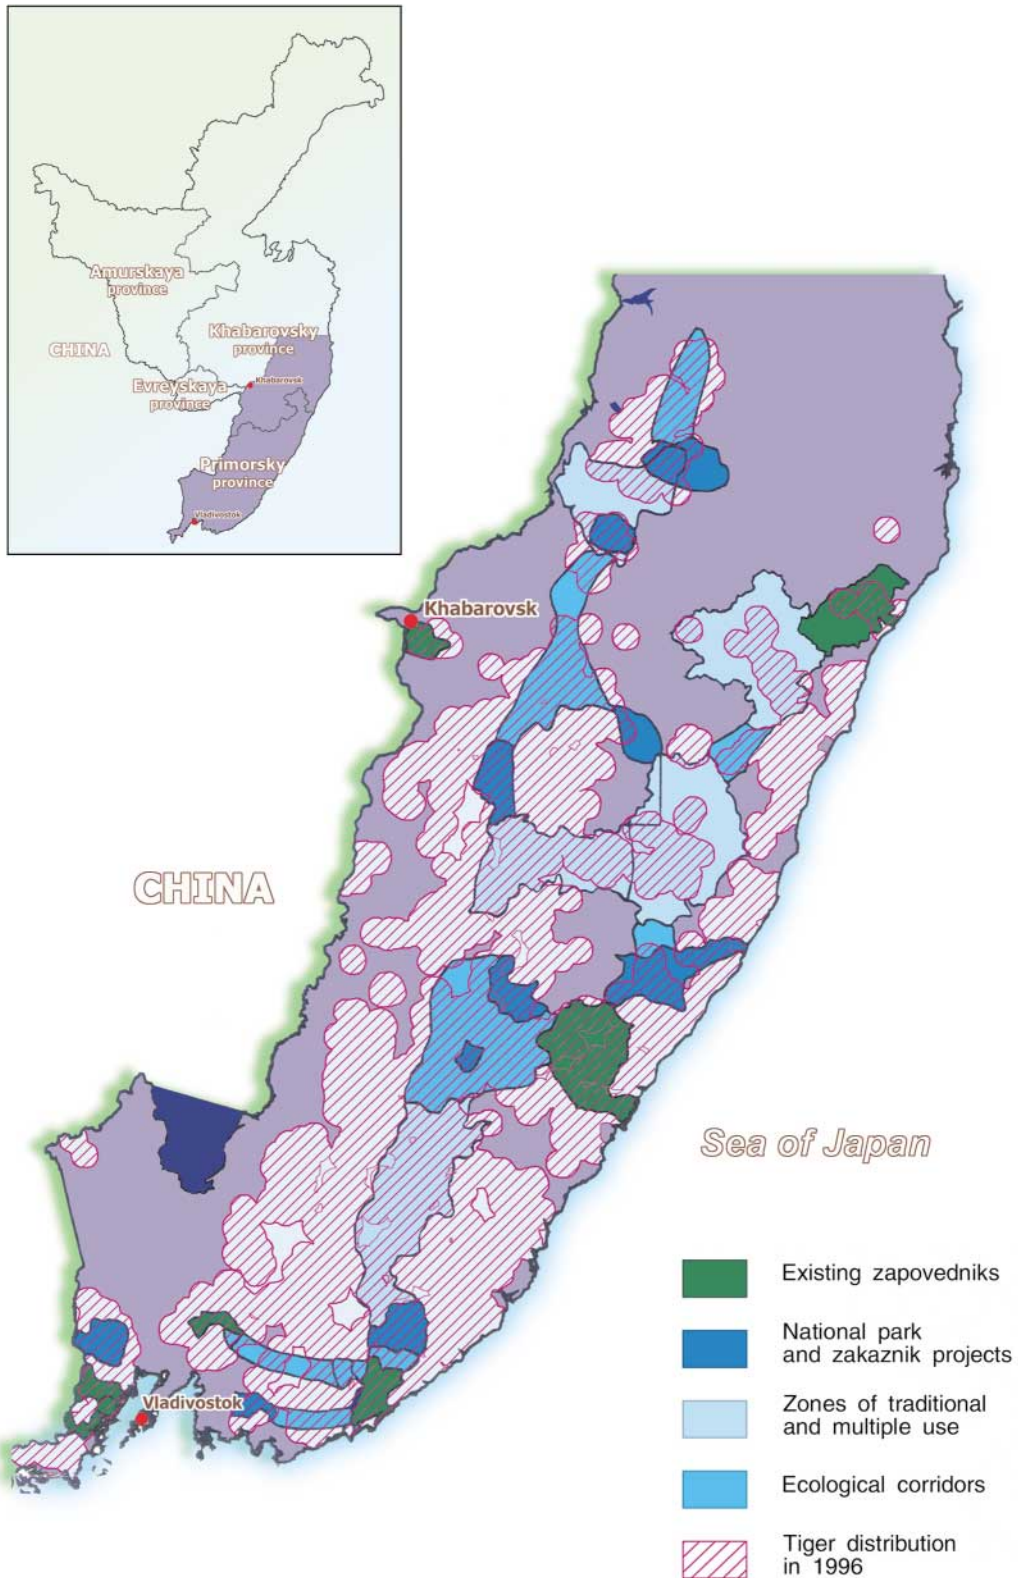 Amurskaya
province
CHINA
Khabarovsky
province
Evreyskaya
province
Khabarovsk
Primorsky
province
Vladivostok
Khabarovsk
CHINA
Sea of Japan
Vladivostok
Existing zapovedniks
National park
and zakaznik projects
Zones of traditional
and multiple use
Ecological corridors
Tiger distribution
in 1996